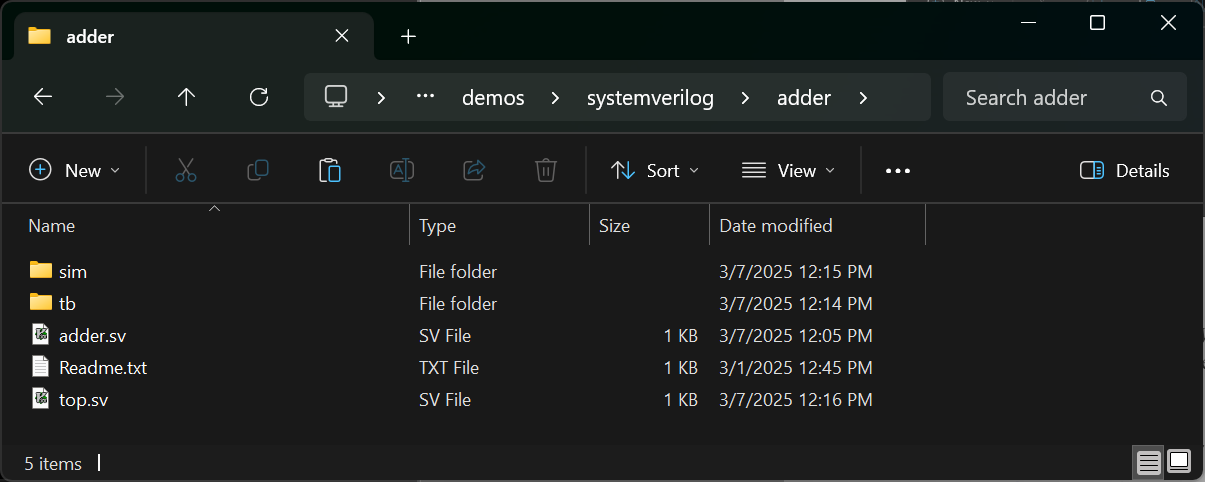 adder
demos systemverilog adder Search adder
New Sort View Details
Name Type Size Date modified
sim File folder 3/7/2025 12:15 PM
tb File folder 3/7/2025 12:14 PM
adder.sv SV File 1 KB 3/7/2025 12:05 PM
Readme.txt TXT File 1 KB 3/1/2025 12:45 PM
top.sv SV File 1 KB 3/7/2025 12:16 PM
5 items